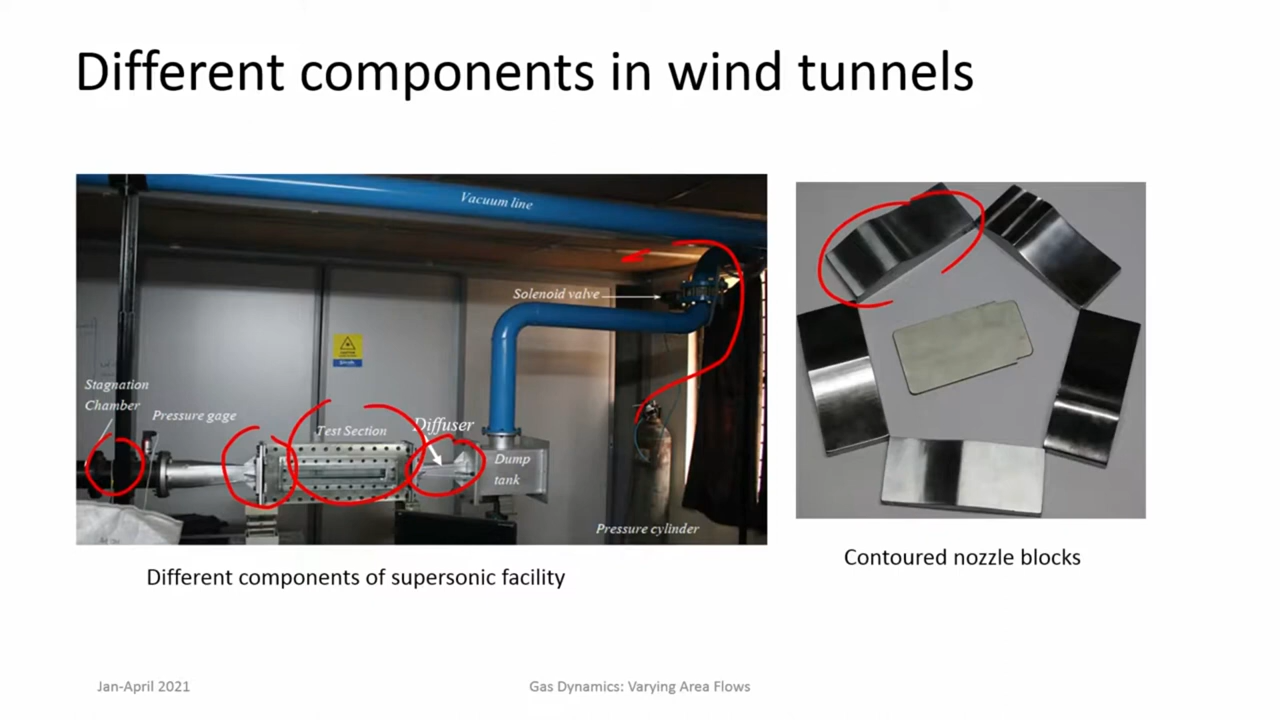 Different components in wind tunnels
Vacuum line
Solenoid valve
Stagnation
Chamber
Pressure gage
Test Section
Diffuser
Dump
tank
Pressure cylinder
Different components of supersonic facility
Contoured nozzle blocks
Jan-April 2021
Gas Dynamics: Varying Area Flows